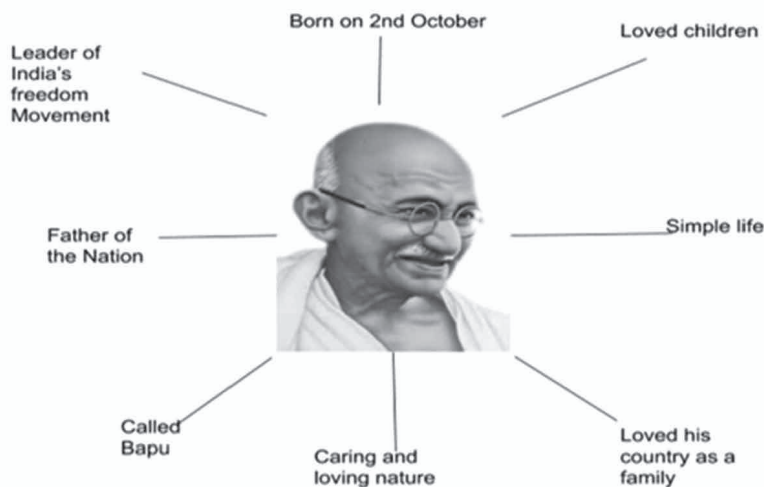 Born on 2nd October
Loved children
Leader of
India's
freedom
Movement
Father of
the Nation
Simple life
Called
Bapu
Caring and
loving nature
Loved his
country as a
family